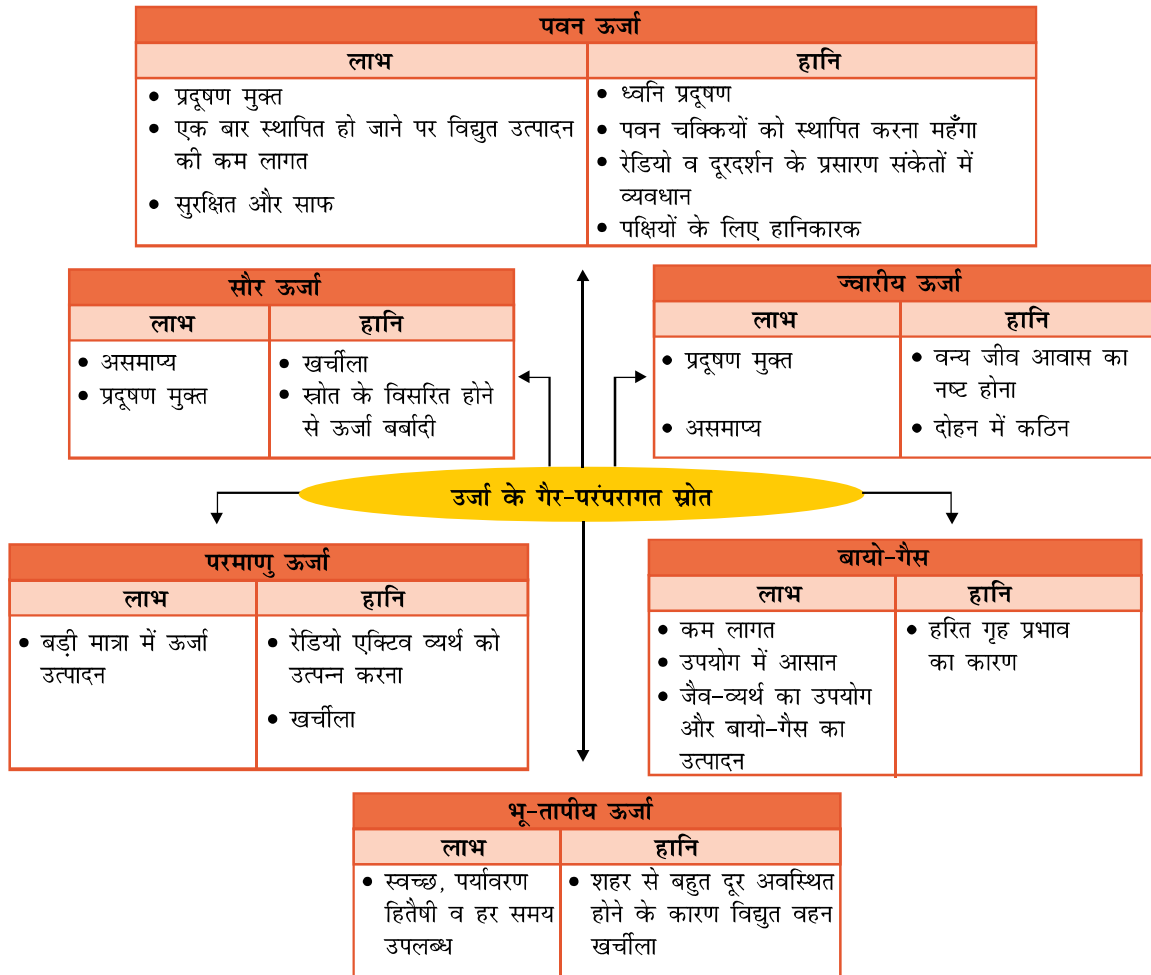 पवन ऊर्जा
लाभ
हानि
• प्रदूषण मुक्त
• एक बार स्थापित हो जाने पर विद्युत उत्पादन
की कम लागत
• सुरक्षित और साफ
• ध्वनि प्रदूषण
• पवन चक्कियों को स्थापित करना महँगा
• रेडियो व दूरदर्शन के प्रसारण संकेतों में
व्यवधान
• पक्षियों के लिए हानिकारक
सौर ऊर्जा
लाभ
हानि
• असमाप्य
• प्रदूषण मुक्त
• खर्चीला
• स्रोत के विसरित होने
से ऊर्जा बर्बादी
ज्वारीय ऊर्जा
लाभ
हानि
• प्रदूषण मुक्त
• असमाप्य
• वन्य जीव आवास का
नष्ट होना
• दोहन में कठिन
उर्जा के गैर-परंपरागत स्रोत
परमाणु ऊर्जा
लाभ
हानि
• बड़ी मात्रा में ऊर्जा
उत्पादन
• रेडियो एक्टिव व्यर्थ को
उत्पन्न करना
• खर्चीला
बायो-गैस
लाभ
हानि
• कम लागत
• उपयोग में आसान
• जैव-व्यर्थ का उपयोग
और बायो-गैस का
उत्पादन
• हरित गृह प्रभाव
का कारण
भू-तापीय ऊर्जा
लाभ
हानि
• स्वच्छ, पर्यावरण
हितैषी व हर समय
उपलब्ध
• शहर से बहुत दूर अवस्थित
होने के कारण विद्युत वहन
खर्चीला